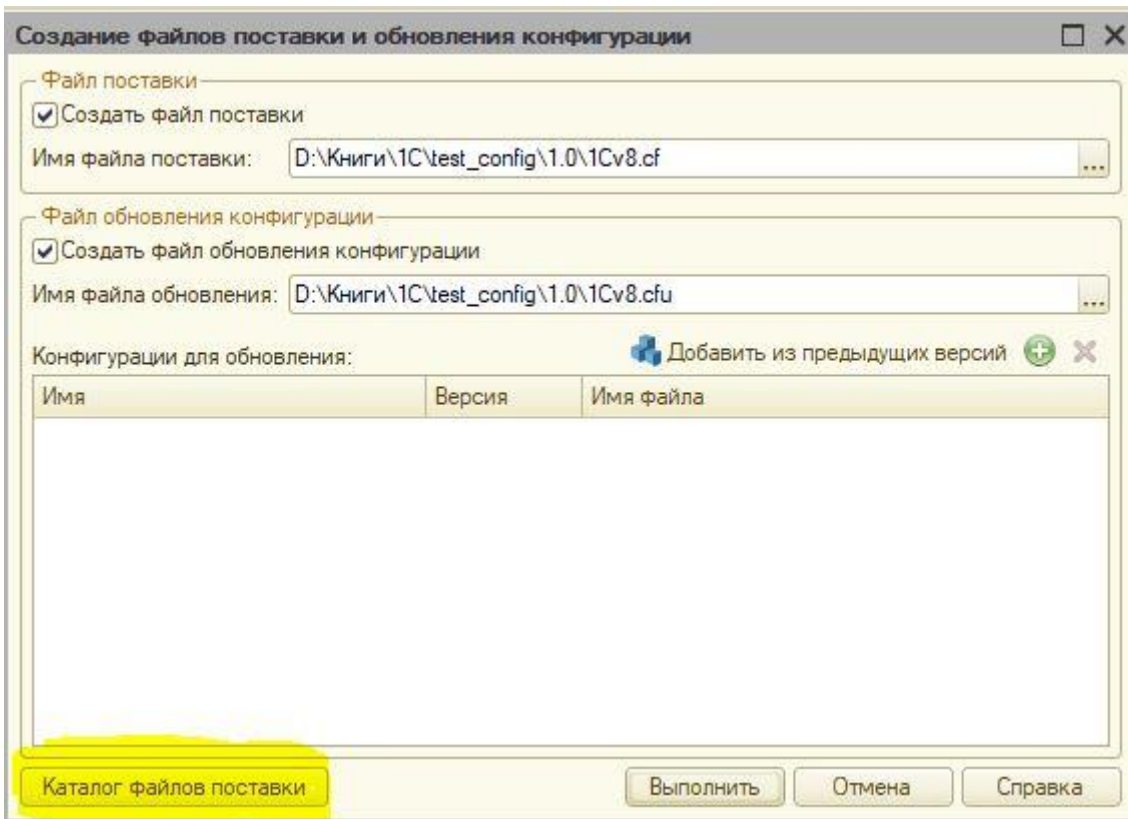 Создание файлов поставки и обновления конфигурации
Файл поставки
Создать файл поставки
Имя файла поставки: D:\Книги\1С\test_config\1.0\1Cv8.cf ...
Файл обновления конфигурации
Создать файл обновления конфигурации
Имя файла обновления: D:\Книги\1С\test_config\1.0\1Cv8.cfu ...
Конфигурации для обновления: Добавить из предыдущих версий
Имя Версия Имя файла
Каталог файлов поставки Выполнить Отмена Справка